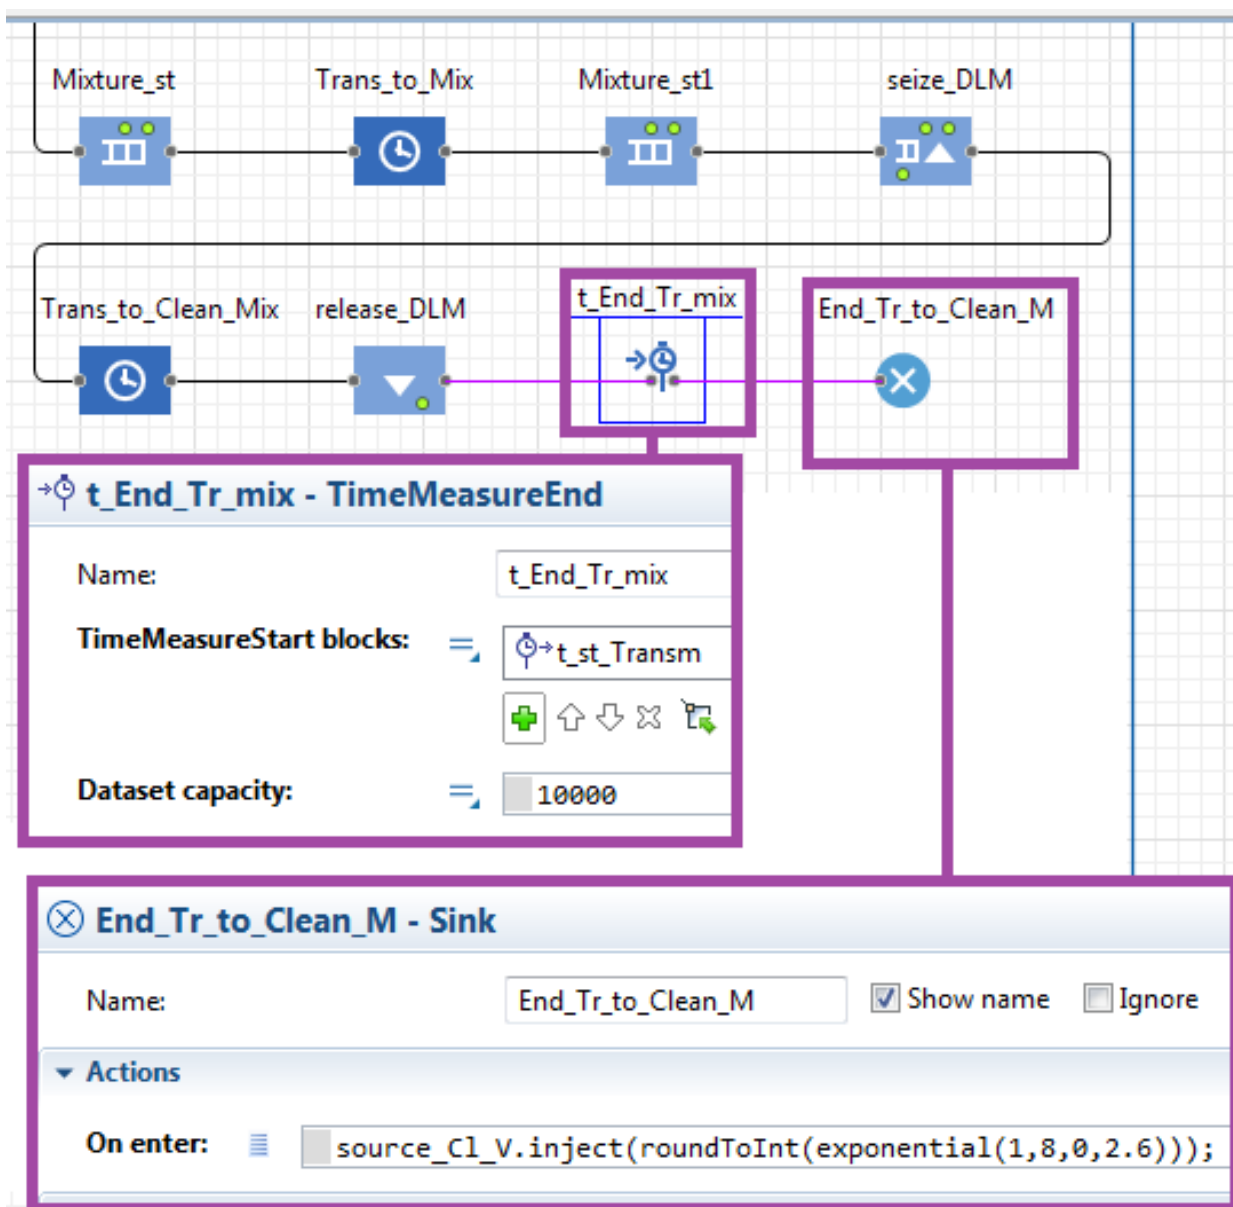 Mixture_st Trans_to_Mix Mixture_st1 seize_DLM
Trans_to_Clean_Mix release_DLM t_End_Tr_mix End_Tr_to_Clean_M
t_End_Tr_mix - TimeMeasureEnd
Name: t_End_Tr_mix
TimeMeasureStart blocks: t_st_Transm
Dataset capacity: 10000
End_Tr_to_Clean_M - Sink
Name: End_Tr_to_Clean_M Show name Ignore
Actions
On enter: source_Cl_V.inject(roundToInt(exponential(1,8,0,2.6)));